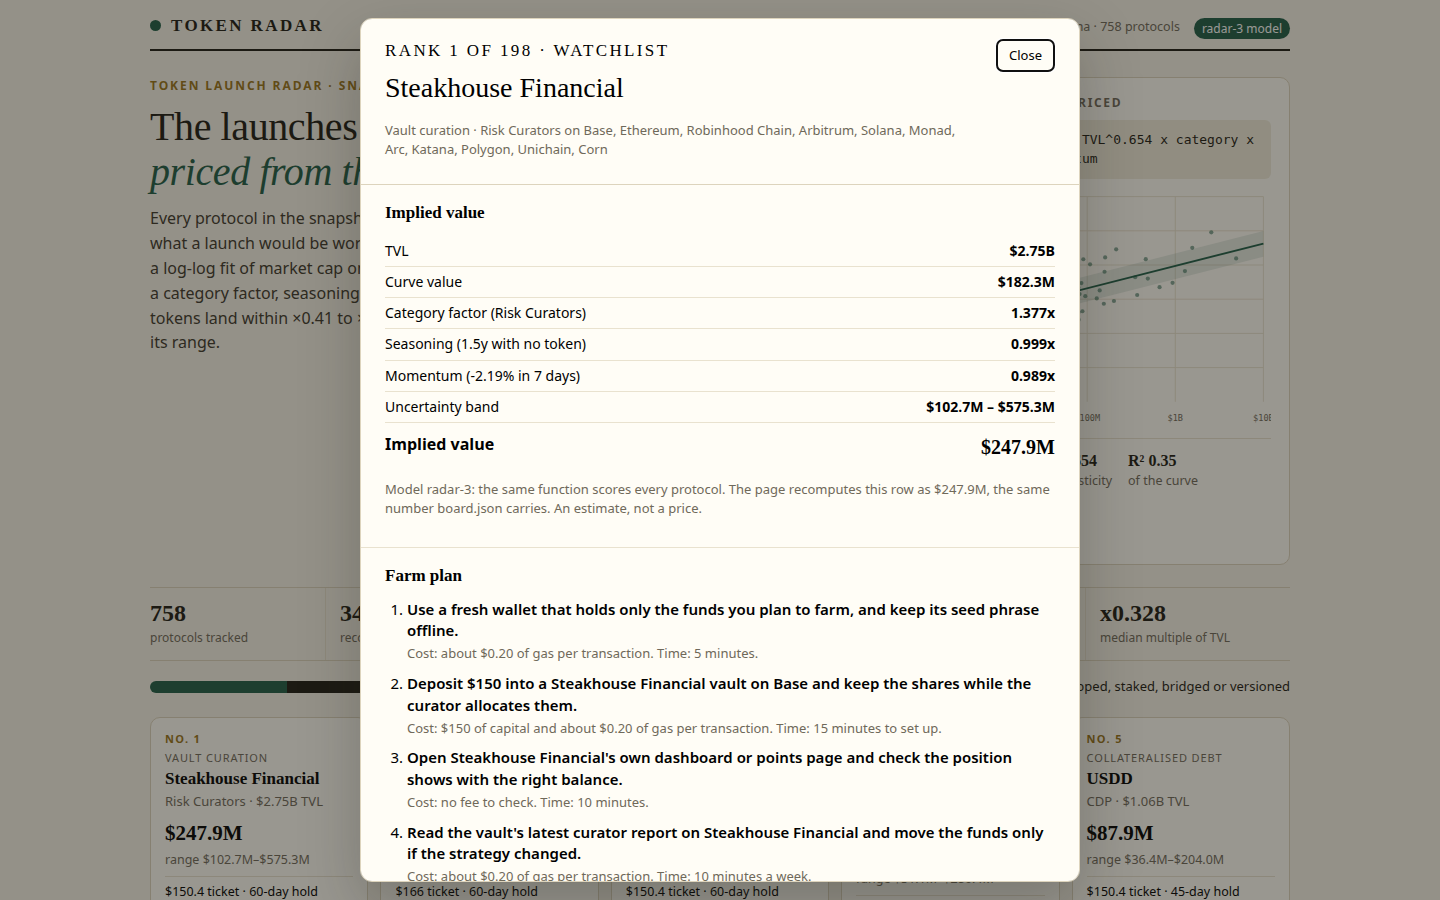 TOKEN RADAR
· 758 protocols
radar-3 model
RANK 1 OF 198 · WATCHLIST
Close
Steakhouse Financial
Vault curation · Risk Curators on Base, Ethereum, Robinhood Chain, Arbitrum, Solana, Monad,
Arc, Katana, Polygon, Unichain, Corn
TOKEN LAUNCH RADAR ·
The launches
priced from
Every protocol in the
what a launch would be
a log-log fit of market cap
a category factor, seasoning
tokens land within ×0.41 to
its range.
TVL^0.654 x category x
Implied value
TVL
$2.75B
Curve value
$182.3M
Category factor (Risk Curators)
1.377x
Seasoning (1.5y with no token)
0.999x
Momentum (-2.19% in 7 days)
0.989x
Uncertainty band
$102.7M – $575.3M
Implied value
$247.9M
Model radar-3: the same function scores every protocol. The page recomputes this row as $247.9M, the same
number board.json carries. An estimate, not a price.
$1B
R² 0.35
of the curve
Farm plan
1. Use a fresh wallet that holds only the funds you plan to farm, and keep its seed phrase
offline.
Cost: about $0.20 of gas per transaction. Time: 5 minutes.
2. Deposit $150 into a Steakhouse Financial vault on Base and keep the shares while the
curator allocates them.
Cost: $150 of capital and about $0.20 of gas per transaction. Time: 15 minutes to set up.
3. Open Steakhouse Financial's own dashboard or points page and check the position
shows with the right balance.
Cost: no fee to check. Time: 10 minutes.
4. Read the vault's latest curator report on Steakhouse Financial and move the funds only
if the strategy changed.
Cost: about $0.20 of gas per transaction. Time: 10 minutes a week.
758
protocols tracked
x0.328
median multiple of TVL
staked, bridged or versioned
NO. 1
VAULT CURATION
Steakhouse Financial
Risk Curators · $2.75B TVL
$247.9M
range $102.7M–$575.3M
$150.4 ticket · 60-day hold
$166 ticket · 60-day hold
$150.4 ticket · 60-day hold
NO. 5
COLLATERALISED DEBT
USDD
CDP · $1.06B TVL
$87.9M
range $36.4M–$204.0M
$150.4 ticket · 45-day hold